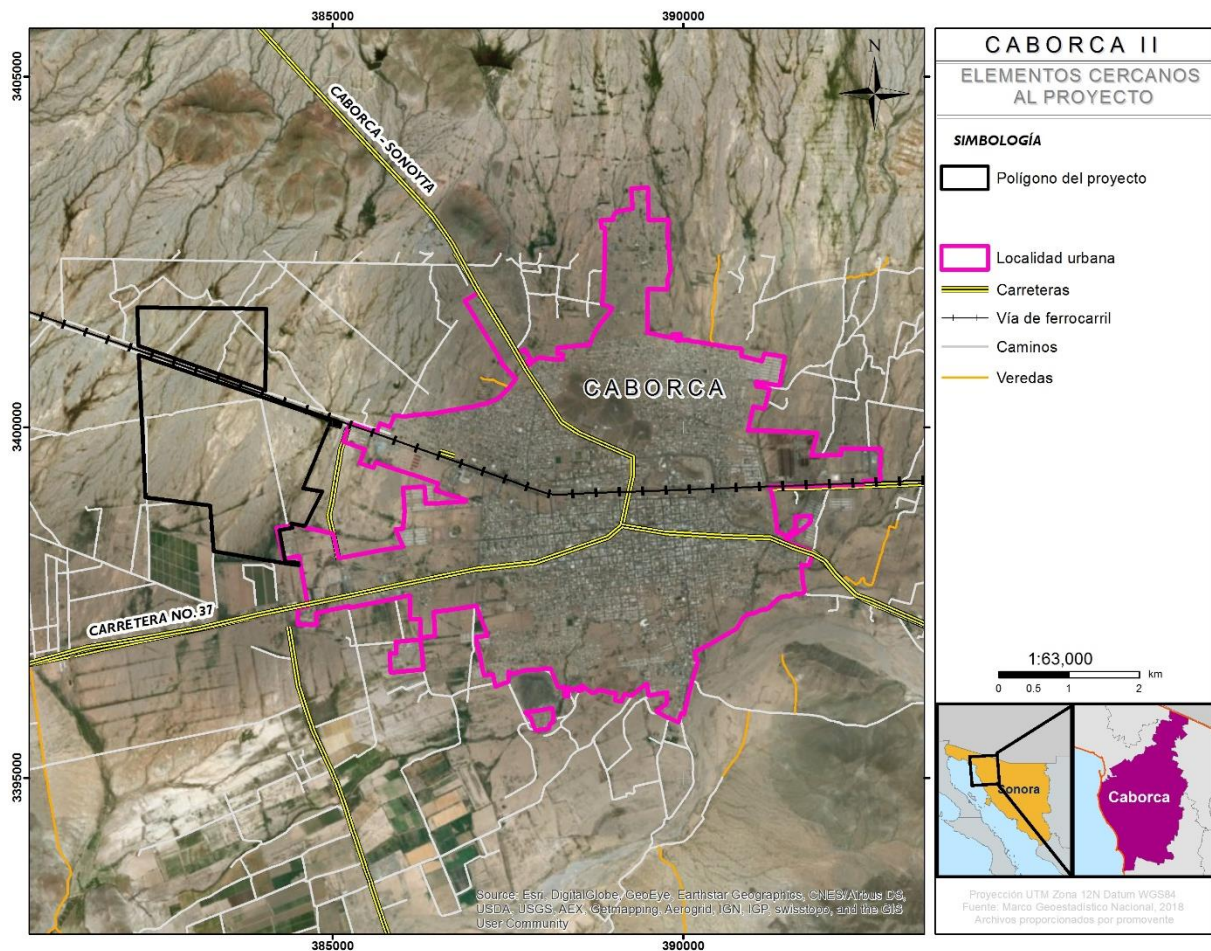 385000
390000
3405000
3400000
3395000
CABORCA - SONOYTA
N
CABORCA
CARRETERA NO. 37
Source: Esri, DigitalGlobe, GeoEye, Earthstar Geographics, CNES/Airbus DS,
USDA, USGS, AEX, Getmapping, Aerogrid, IGN, IGP, swisstopo, and the GIS
User Community
385000
390000
CABORCA II
ELEMENTOS CERCANOS
AL PROYECTO
SIMBOLOGÍA
Polígono del proyecto
Localidad urbana
Carreteras
Vía de ferrocarril
Caminos
Veredas
1:63,000
0 0.5 1 2 km
Sonora
Caborca
Proyección UTM Zona 12N Datum WGS84
Fuente: Marco Geoestadístico Nacional, 2018
Archivos proporcionados por promovente